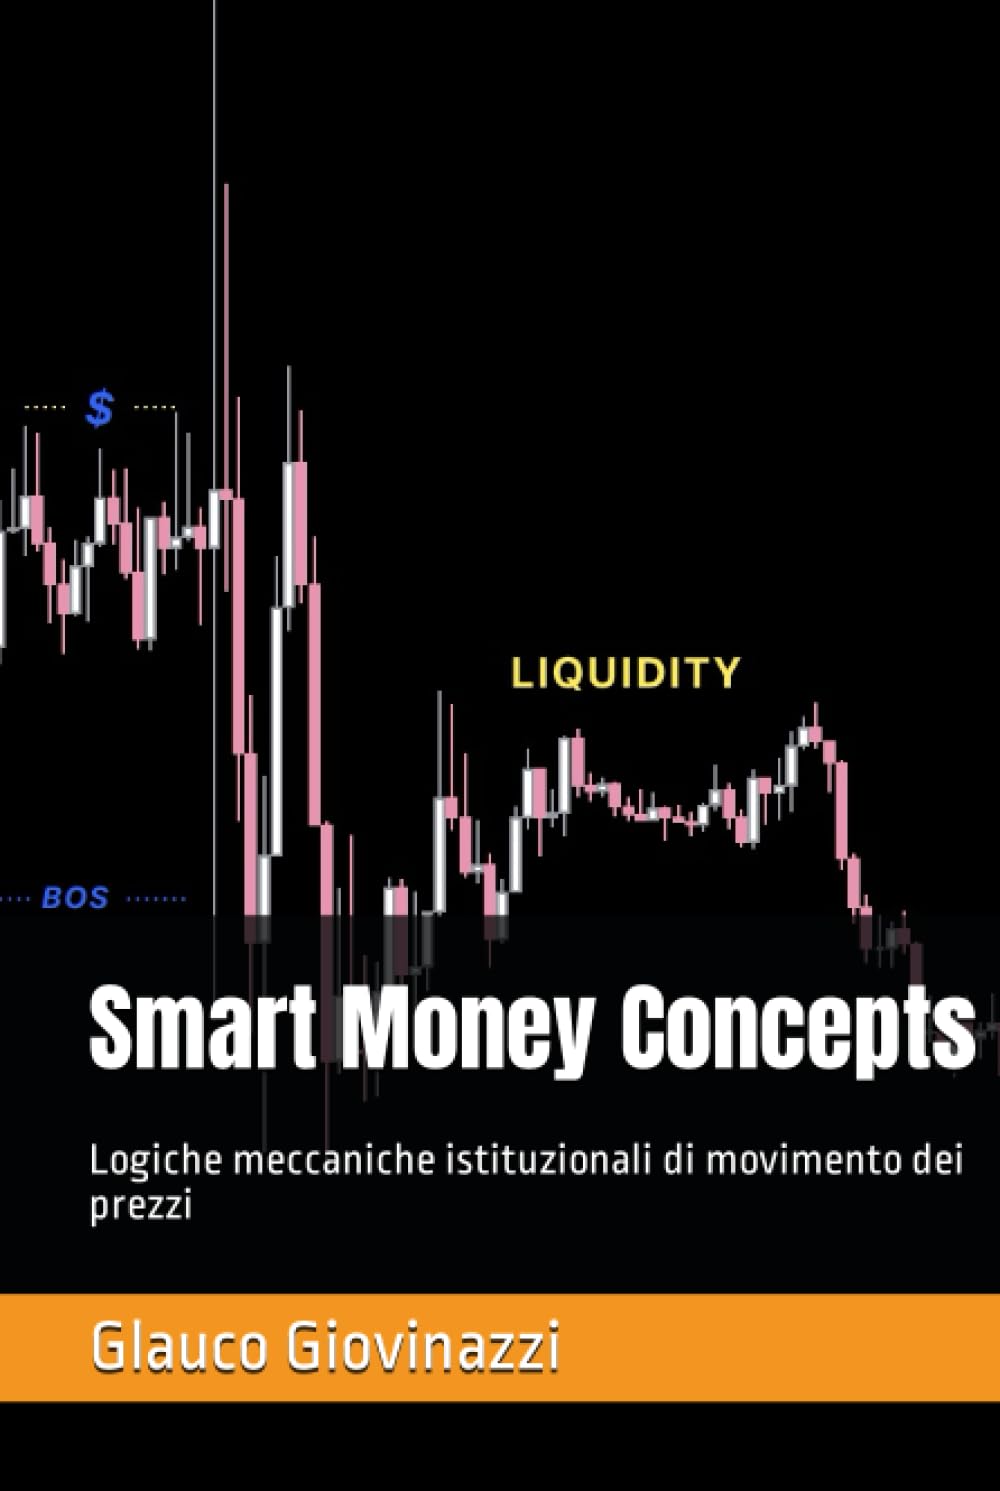 $
LIQUIDITY
BOS
Smart Money Concepts
Logiche meccaniche istituzionali di movimento dei
prezzi
Glauco Giovinazzi